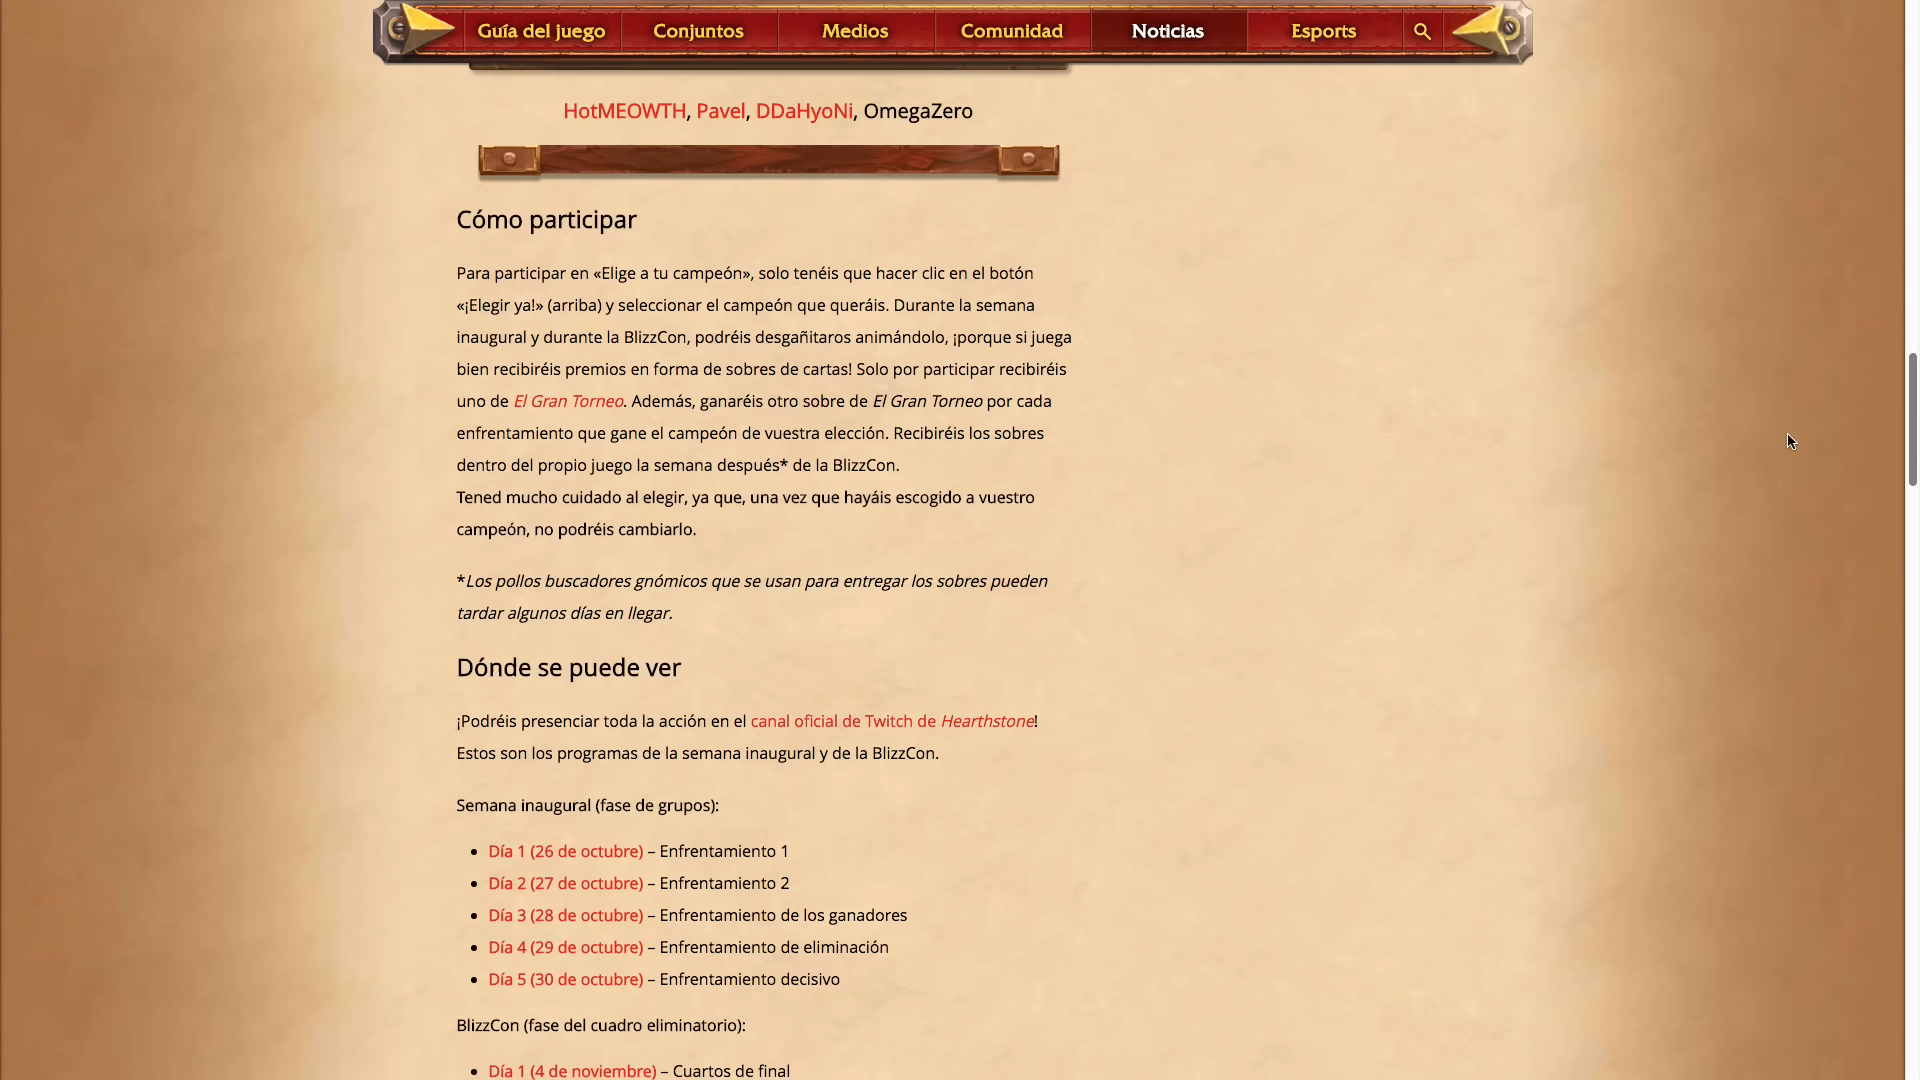 Guía del juego
Conjuntos
Medios
Comunidad
Noticias
Esports
HotMEOWTH, Pavel, DDaHyoNi, OmegaZero
Cómo participar
Para participar en «Elige a tu campeón», solo tenéis que hacer clic en el botón
«¡Elegir ya!» (arriba) y seleccionar el campeón que queráis. Durante la semana
inaugural y durante la BlizzCon, podréis desgañitaros animándolo, ¡porque si juega
bien recibiréis premios en forma de sobres de cartas! Solo por participar recibiréis
uno de El Gran Torneo. Además, ganaréis otro sobre de El Gran Torneo por cada
enfrentamiento que gane el campeón de vuestra elección. Recibiréis los sobres
dentro del propio juego la semana después* de la BlizzCon.
Tened mucho cuidado al elegir, ya que, una vez que hayáis escogido a vuestro
campeón, no podréis cambiarlo.
*Los pollos buscadores gnómicos que se usan para entregar los sobres pueden
tardar algunos días en llegar.
Dónde se puede ver
¡Podréis presenciar toda la acción en el canal oficial de Twitch de Hearthstone!
Estos son los programas de la semana inaugural y de la BlizzCon.
Semana inaugural (fase de grupos):
• Día 1 (26 de octubre) – Enfrentamiento 1
• Día 2 (27 de octubre) – Enfrentamiento 2
• Día 3 (28 de octubre) – Enfrentamiento de los ganadores
• Día 4 (29 de octubre) – Enfrentamiento de eliminación
• Día 5 (30 de octubre) – Enfrentamiento decisivo
BlizzCon (fase del cuadro eliminatorio):
• Día 1 (4 de noviembre) – Cuartos de final